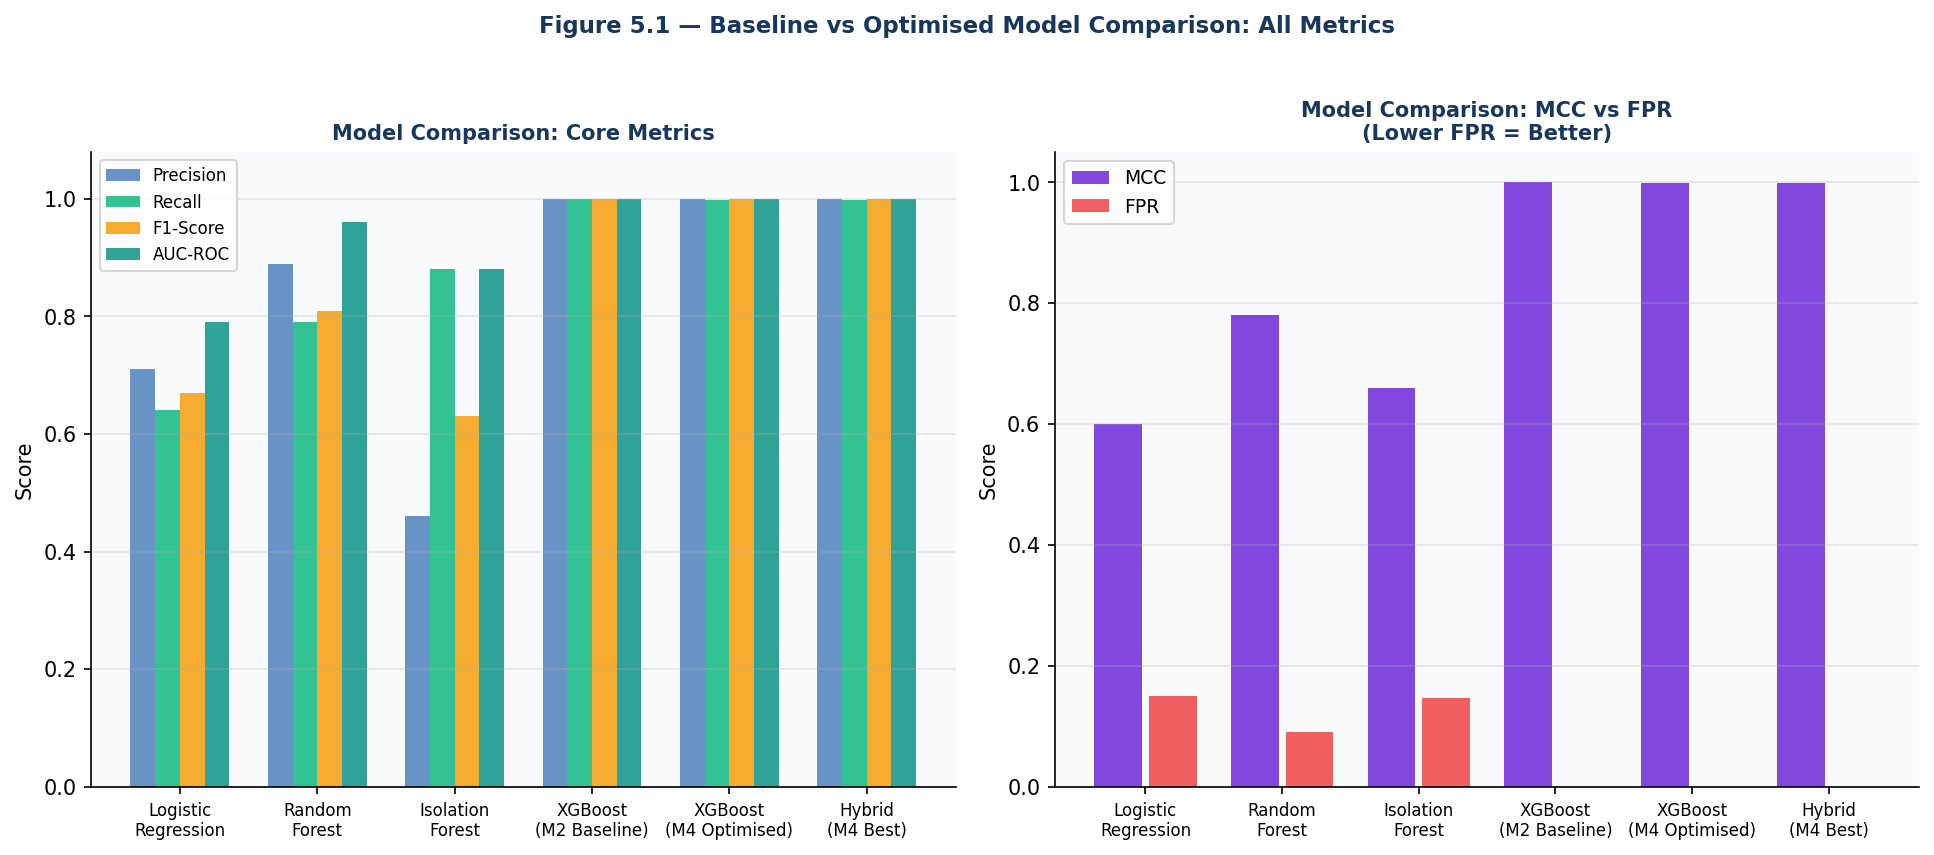 Figure 5.1 — Baseline vs Optimised Model Comparison: All Metrics
Model Comparison: Core Metrics
Precision
Recall
F1-Score
AUC-ROC
Score
1.0
0.8
0.6
0.4
0.2
0.0
Logistic
Regression
Random
Forest
Isolation
Forest
XGBoost
(M2 Baseline)
XGBoost
(M4 Optimised)
Hybrid
(M4 Best)
Model Comparison: MCC vs FPR
(Lower FPR = Better)
MCC
FPR
Score
1.0
0.8
0.6
0.4
0.2
0.0
Logistic
Regression
Random
Forest
Isolation
Forest
XGBoost
(M2 Baseline)
XGBoost
(M4 Optimised)
Hybrid
(M4 Best)